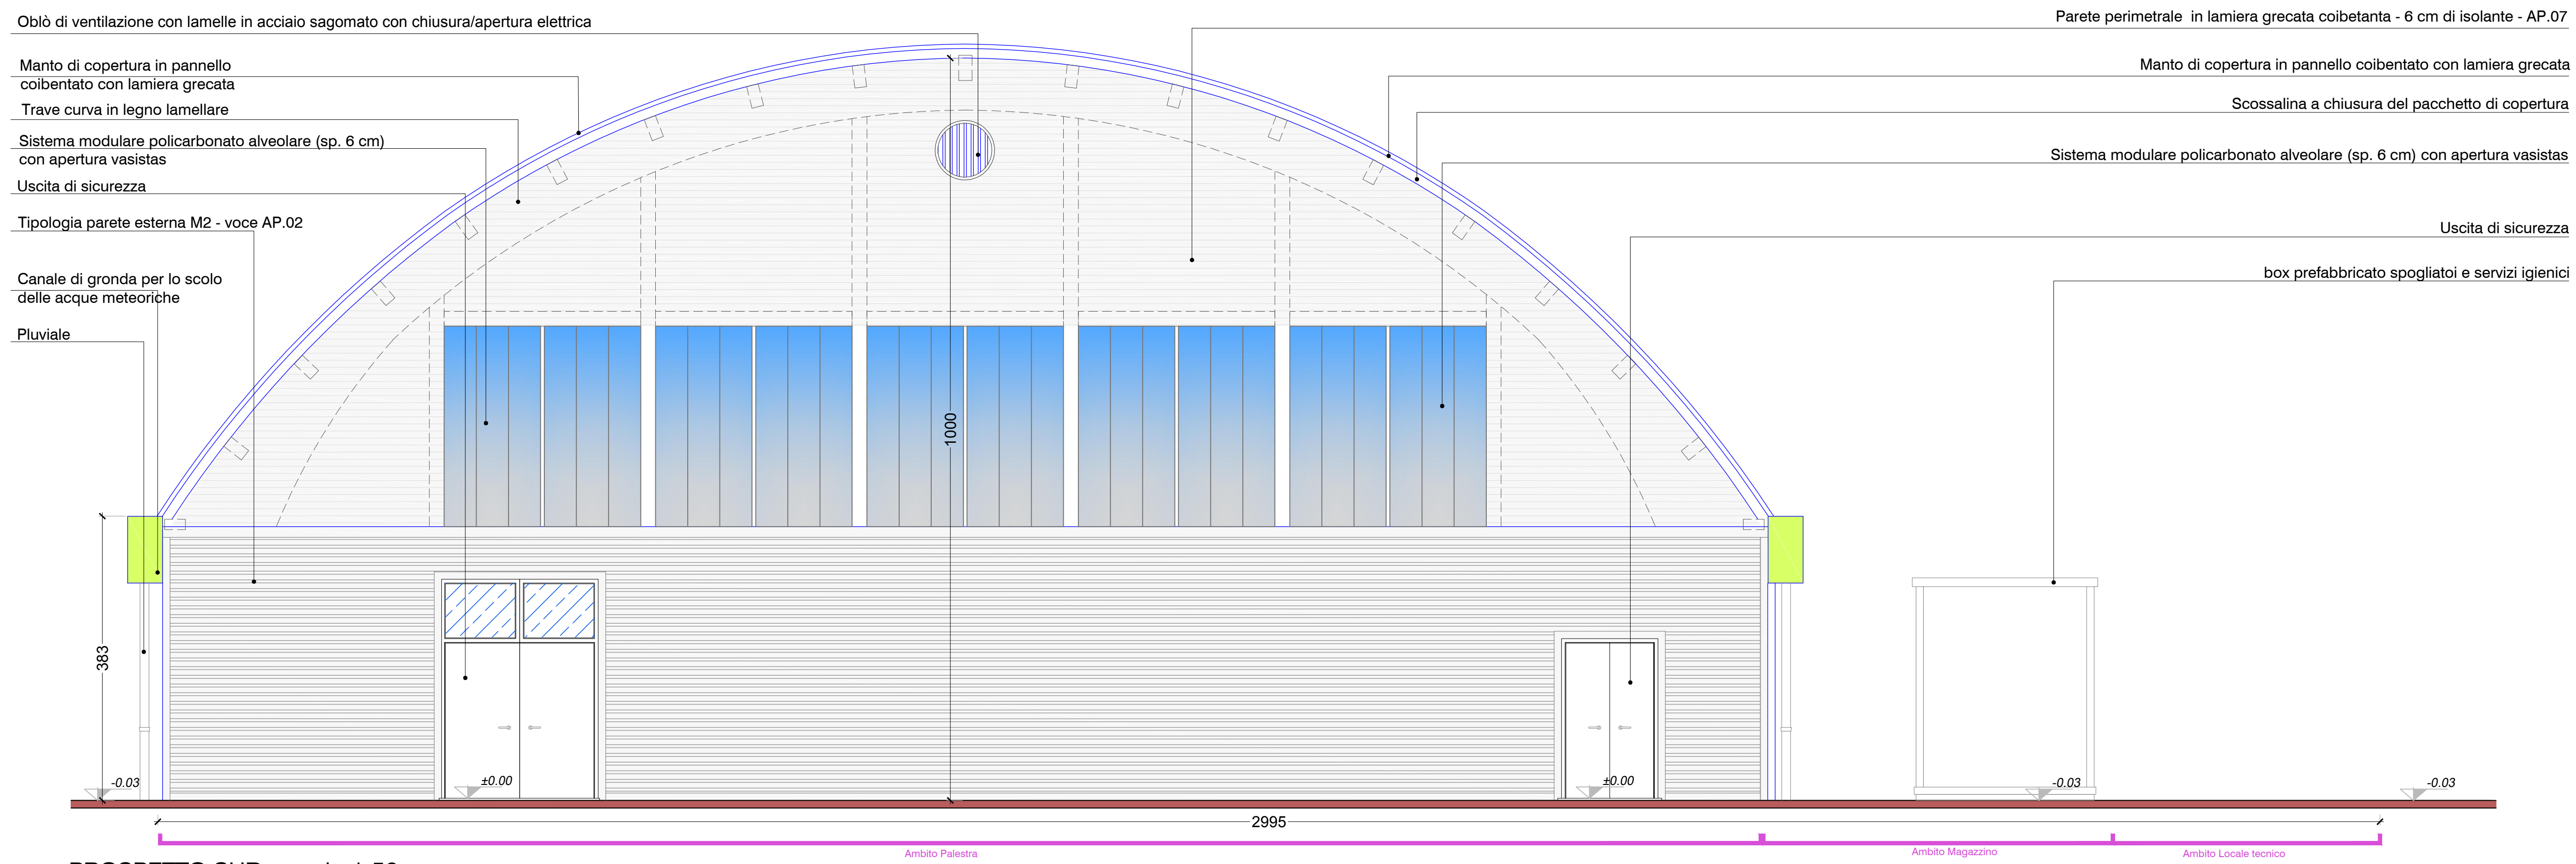 Oblò di ventilazione con lamelle in acciaio sagomato con chiusura/apertura elettrica
Manto di copertura in pannello
coibentato con lamiera grecata
Trave curva in legno lamellare
Sistema modulare policarbonato alveolare (sp. 6 cm)
con apertura vasistas
Uscita di sicurezza
Tipologia parete esterna M2 - voce AP.02
Canale di gronda per lo scolo
delle acque meteoriche
Pluviale
Parete perimetrale in lamiera grecata coibetanta - 6 cm di isolante - AP.07
Manto di copertura in pannello coibentato con lamiera grecata
Scossalina a chiusura del pacchetto di copertura
Sistema modulare policarbonato alveolare (sp. 6 cm) con apertura vasistas
Uscita di sicurezza
box prefabbricato spogliatoi e servizi igienici
1000
383
-0.03
±0.00
±0.00
-0.03
-0.03
2995
Ambito Palestra
Ambito Magazzino
Ambito Locale tecnico